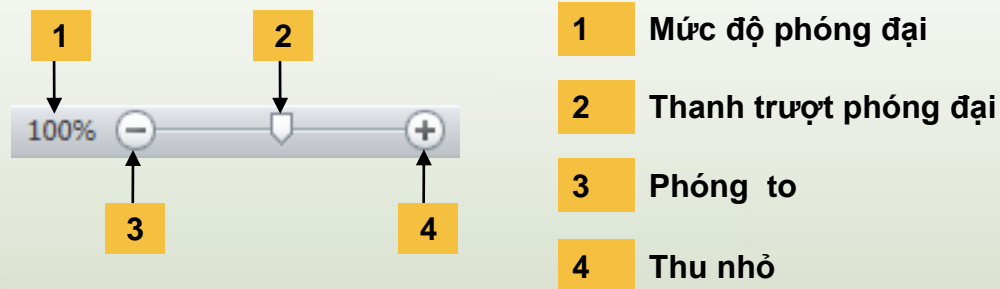 1
2
100%
3
4
1 Mức độ phóng đại
2 Thanh trượt phóng đại
3 Phóng to
4 Thu nhỏ